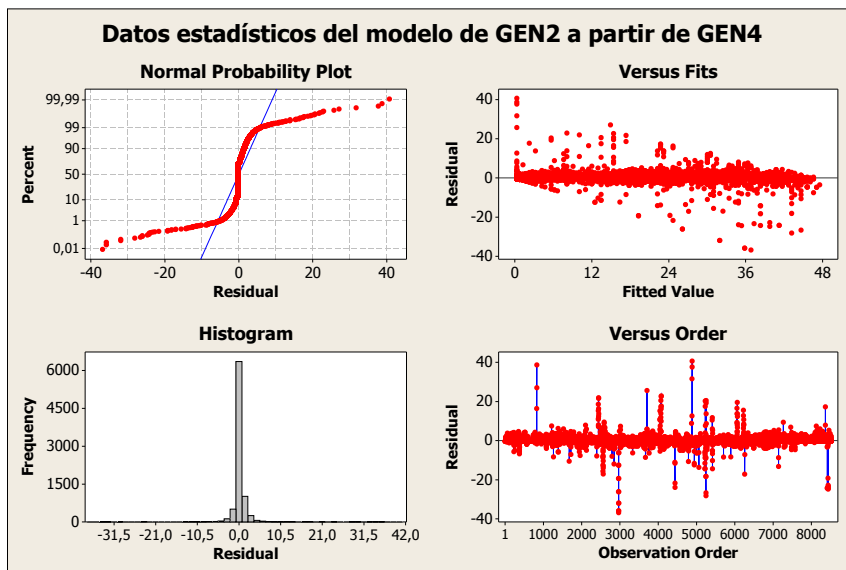 Datos estadísticos del modelo de GEN2 a partir de GEN4
Normal Probability Plot
99,99
99
90
50
10
1
0,01
Percent
-40 -20 0 20 40
Residual
Versus Fits
40
20
0
-20
-40
Residual
0 12 24 36 48
Fitted Value
Histogram
6000
4500
3000
1500
0
Frequency
-31,5 -21,0 -10,5 0,0 10,5 21,0 31,5 42,0
Residual
Versus Order
40
20
0
-20
-40
Residual
1 1000 2000 3000 4000 5000 6000 7000 8000
Observation Order